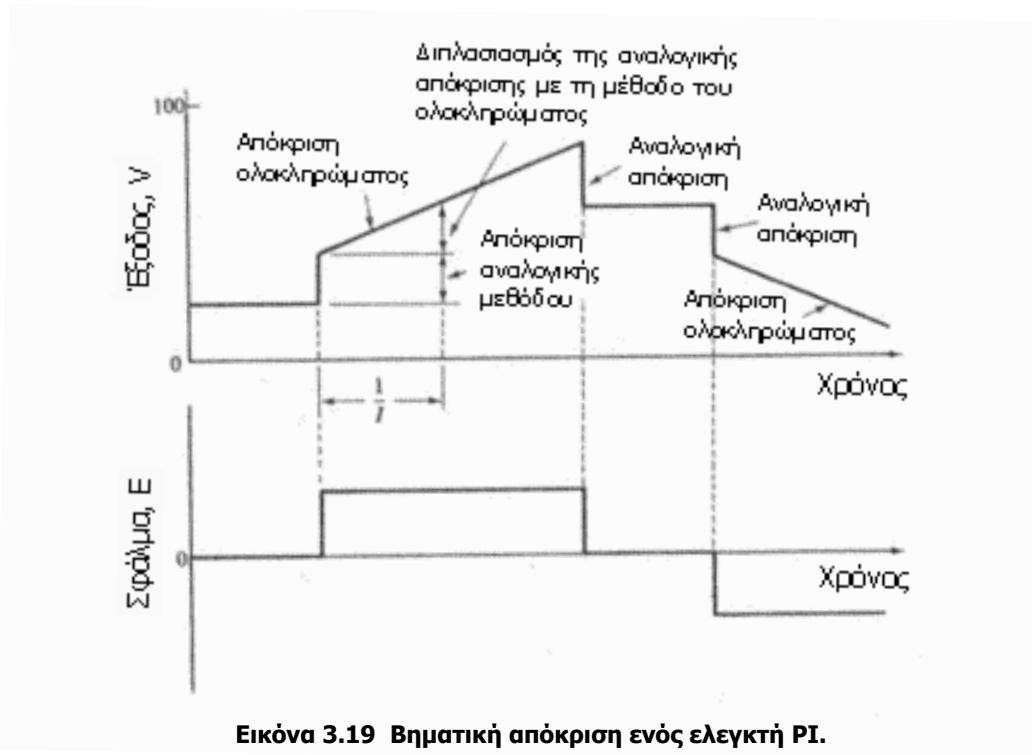 Διπλασιασμός της αναλογικής
απόκρισης με τη μέθοδο του
ολοκληρώματος
100
Απόκριση
ολοκληρώματος
Αναλογική
απόκριση
Αναλογική
απόκριση
Έξοδος, V
Απόκριση
αναλογικής
μεθόδου
Απόκριση
ολοκληρώματος
0
Χρόνος
1
I
Σφάλμα, E
0
Χρόνος
Εικόνα 3.19 Βηματική απόκριση ενός ελεγκτή PI.